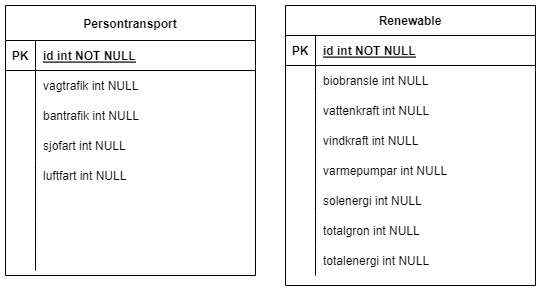 Persontransport
PK id int NOT NULL
vagtrafik int NULL
bantrafik int NULL
sjofart int NULL
luftfart int NULL
Renewable
PK id int NOT NULL
biobransle int NULL
vattenkraft int NULL
vindkraft int NULL
varmepumpar int NULL
solenergi int NULL
totalgron int NULL
totalenergi int NULL